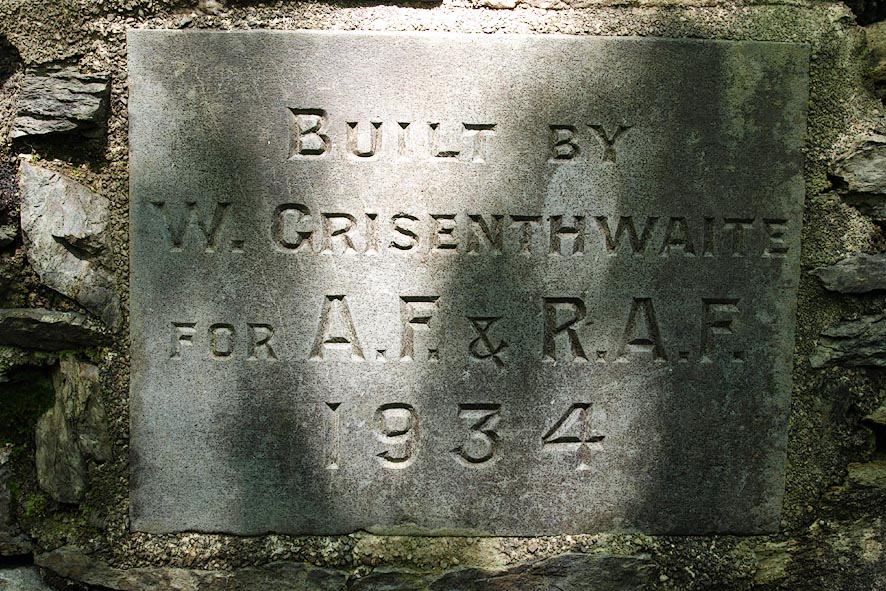 BUILT BY
W. GRISENTHWAITE
FOR A.F. & R.A.F.
1934